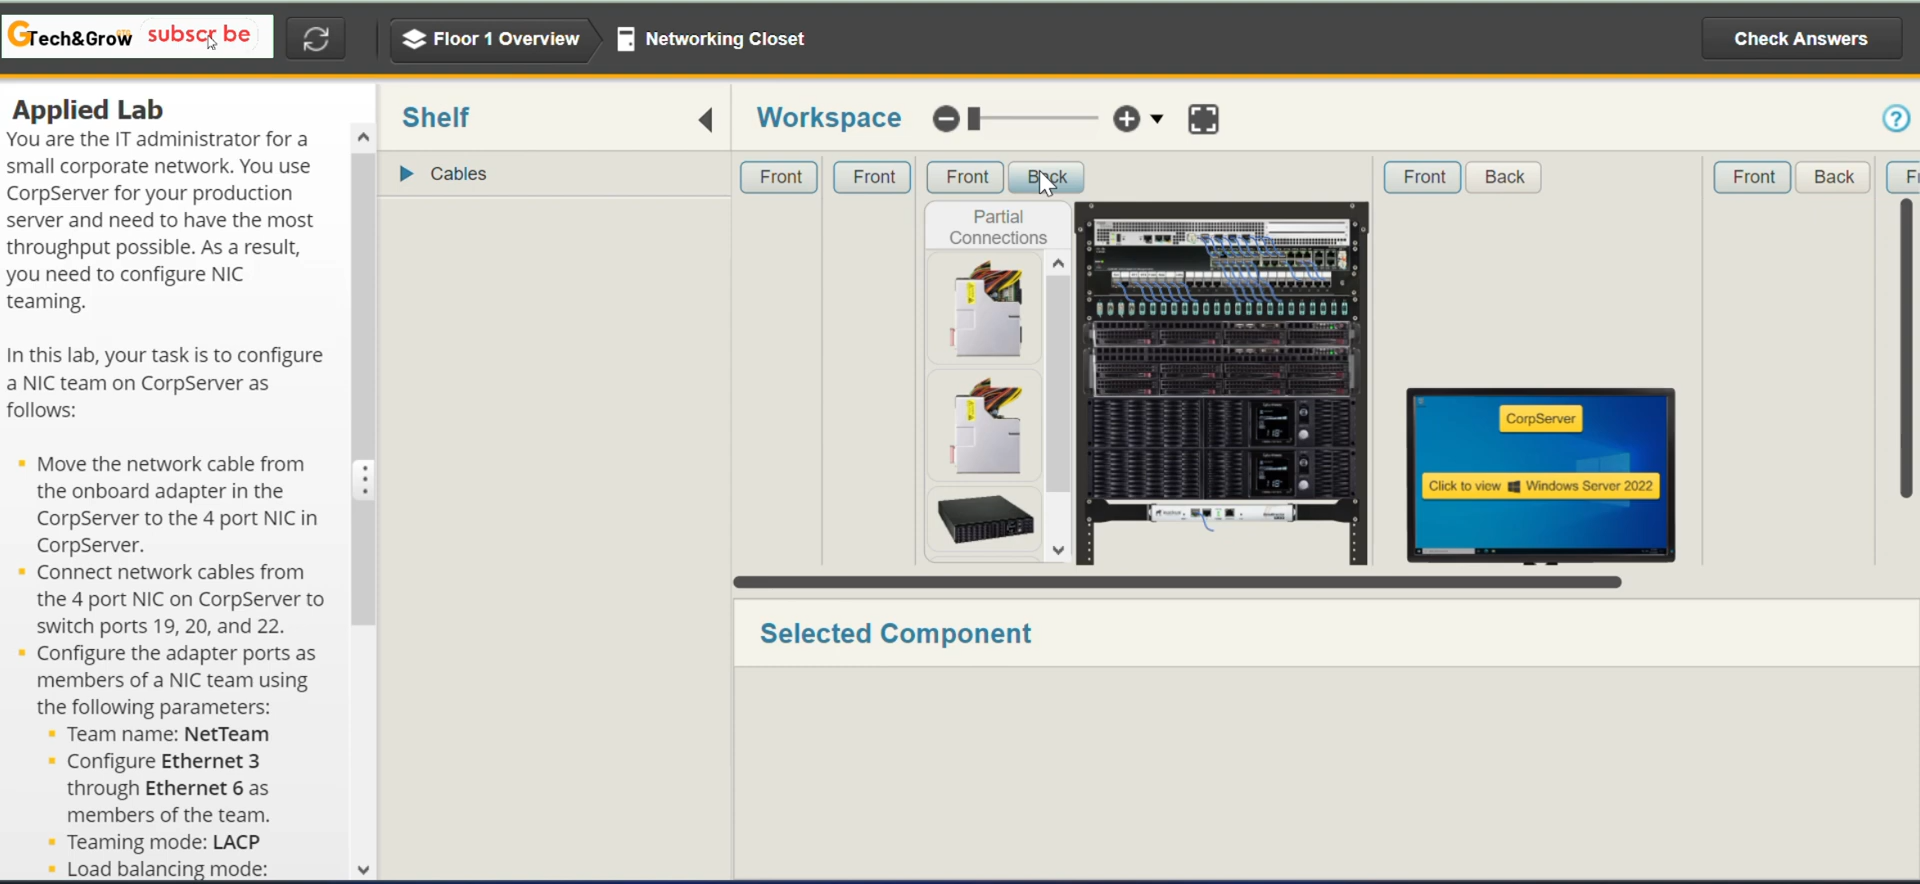 Tech&Grow subscr be
Floor 1 Overview
Networking Closet
Check Answers
Applied Lab
You are the IT administrator for a
small corporate network. You use
CorpServer for your production
server and need to have the most
throughput possible. As a result,
you need to configure NIC
teaming.
In this lab, your task is to configure
a NIC team on CorpServer as
follows:
Move the network cable from
the onboard adapter in the
CorpServer to the 4 port NIC in
CorpServer.
Connect network cables from
the 4 port NIC on CorpServer to
switch ports 19, 20, and 22.
Configure the adapter ports as
members of a NIC team using
the following parameters:
Team name: NetTeam
Configure Ethernet 3
through Ethernet 6 as
members of the team.
Teaming mode: LACP
Load balancing mode:
Shelf
Cables
Workspace
?
Front
Front
Front
Back
Front
Back
Front
Back
Partial
Connections
CorpServer
Click to view Windows Server 2022
Selected Component